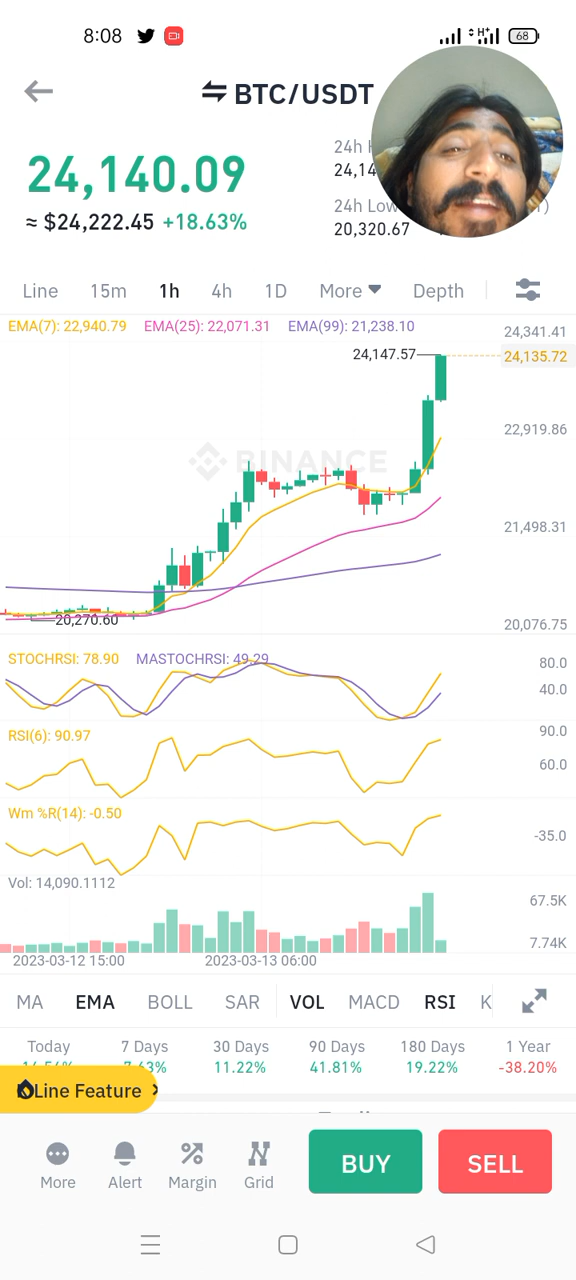 8:08 H+ 68
BTC/USDT
24,140.09
24h
24,14
≈ $24,222.45 +18.63%
24h Low
20,320.67
Line 15m 1h 4h 1D More Depth
EMA(7): 22,940.79 EMA(25): 22,071.31 EMA(99): 21,238.10
24,341.41
24,147.57
24,135.72
22,919.86
BINANCE
21,498.31
20,270.60
20,076.75
STOCHRSI: 78.90 MASTOCHRSI: 49.29
80.0
40.0
RSI(6): 90.97
90.0
60.0
Wm %R(14): -0.50
-35.0
Vol: 14,090.1112
67.5K
7.74K
2023-03-12 15:00 2023-03-13 06:00
MA EMA BOLL SAR VOL MACD RSI K
Today 7 Days 30 Days 90 Days 180 Days 1 Year
7.63% 11.22% 41.81% 19.22% -38.20%
Line Feature
More Alert Margin Grid BUY SELL